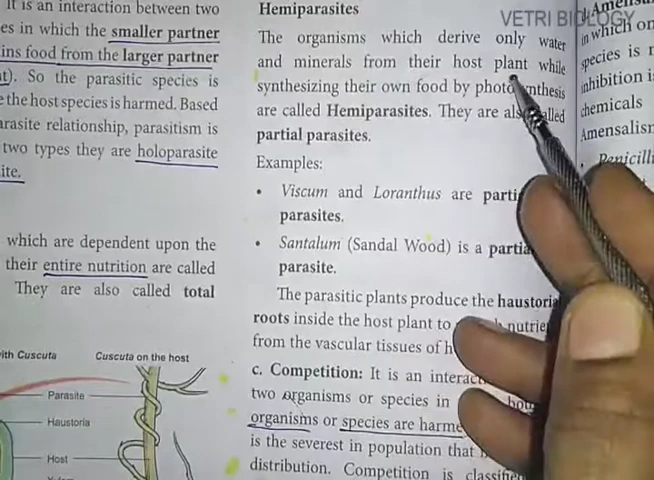 It is an interaction between two
es in which the smaller partner
ins food from the larger partner
So the parasitic species is
e the host species is harmed. Based
arasite relationship, parasitism is
two types they are holoparasite
ite.
which are dependent upon the
their entire nutrition are called
They are also called total
with Cuscuta
Cuscuta on the host
Parasite
Haustoria
Host
Hemiparasites
The organisms which derive only water
and minerals from their host plant while
synthesizing their own food by photosynthesis
are called Hemiparasites. They are also called
partial parasites.
Examples:
• Viscum and Loranthus are parti
parasites.
• Santalum (Sandal Wood) is a partia
parasite.
The parasitic plants produce the haustoria
roots inside the host plant to nutrie
from the vascular tissues of h
c. Competition: It is an interac
two organisms or species in
organisms or species are harme
is the severest in population that
distribution. Competition is classified
VETRI BIOLOGY
Amensal
in which on
species is
inhibition i
chemicals
Amensalism
Penicilli